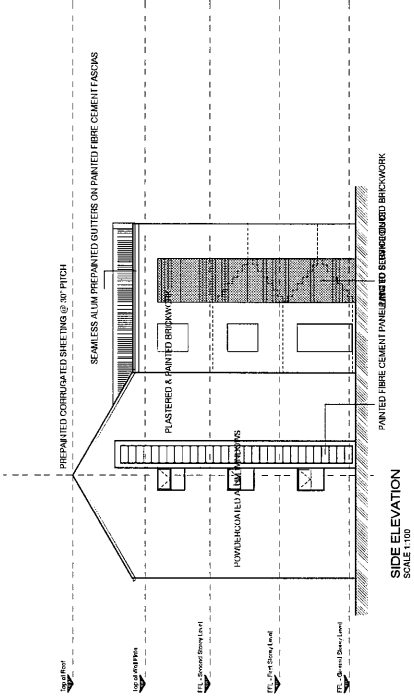 PREPAINTED CORRUGATED SHEETING @ 30° PITCH
SEAMLESS ALUM PREPAINTED GUTTERS ON PAINTED FIBRE CEMENT FASCIAS
PLASTERED & PAINTED BRICKWORK
POWDERCOATED ALUM WINDOWS
PAINTED FIBRE CEMENT PANEL BRICKWORK
Top of Roof
Top of Wall Plate
FFL - Second Storey Level
FFL - First Storey Level
FFL - Ground Storey Level
SIDE ELEVATION
SCALE 1:100